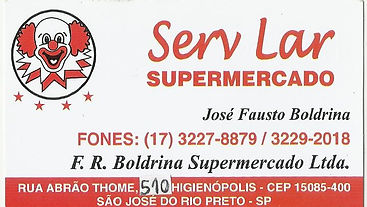 Serv Lar
SUPERMERCADO
José Fausto Boldrina
FONES: (17) 3227-8879 / 3229-2018
F. R. Boldrina Supermercado Ltda.
RUA ABRÃO THOME, 510 HIGIENÓPOLIS - CEP 15085-400
SÃO JOSÉ DO RIO PRETO - SP